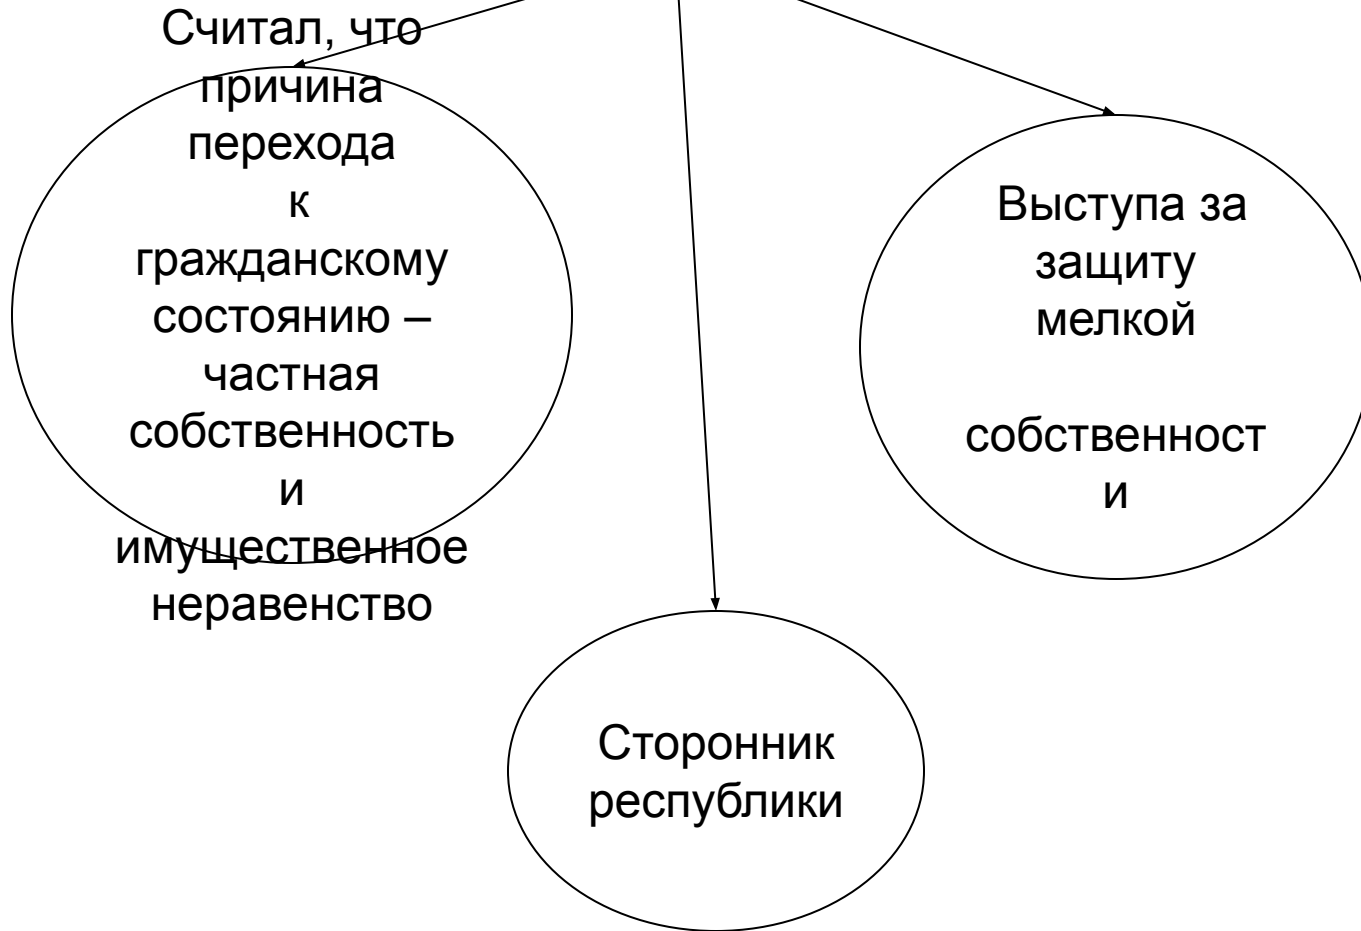 Считал, что
причина
перехода
к
гражданскому
состоянию –
частная
собственность
и
имущественное
неравенство
Выступа за
защиту
мелкой
собственност
и
Сторонник
республики